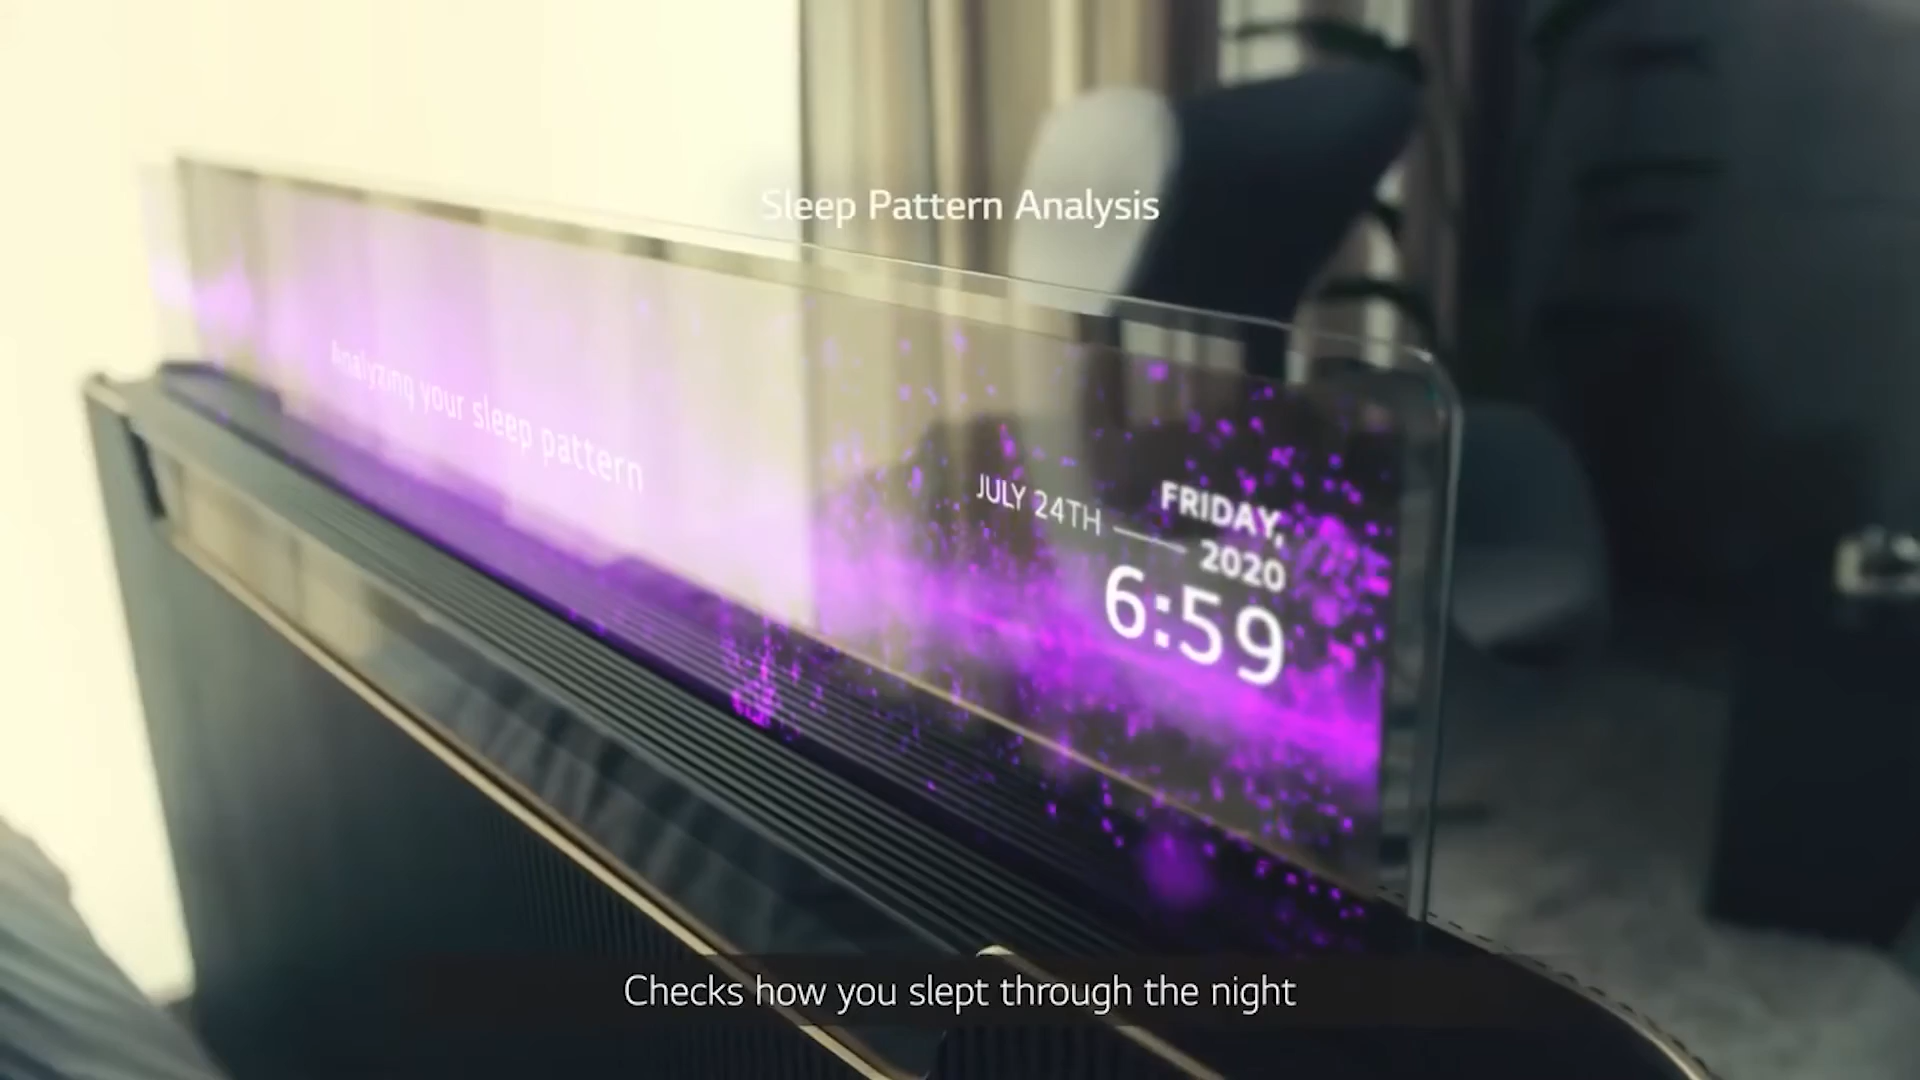 Sleep Pattern Analysis
Analyzing your sleep pattern
JULY 24TH
FRIDAY,
2020
6:59
Checks how you slept through the night